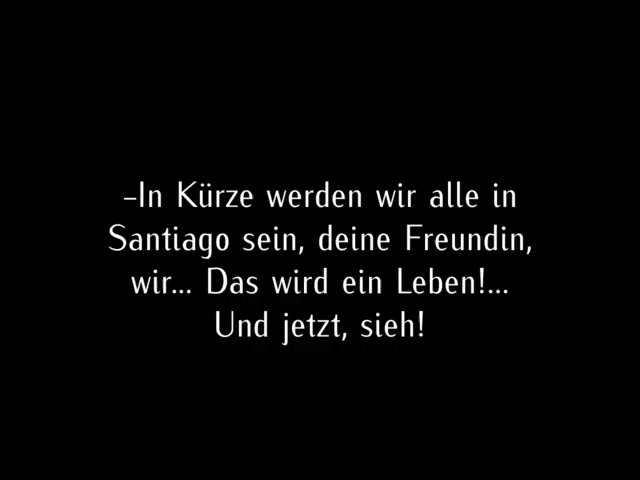 –In Kürze werden wir alle in
Santiago sein, deine Freundin,
wir... Das wird ein Leben!...
Und jetzt, sieh!